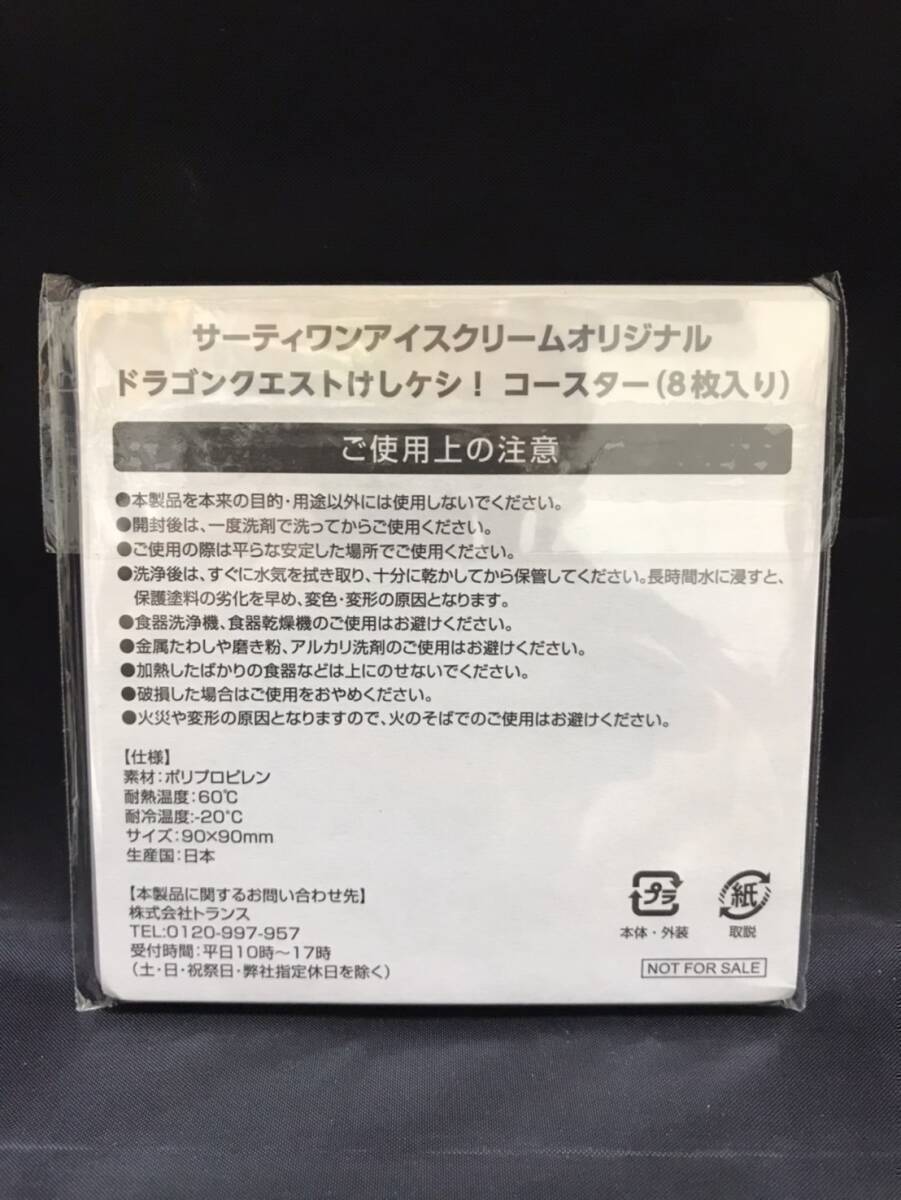 サーティワンアイスクリームオリジナル
ドラゴンクエストけしケシ！ コースター(8枚入り)
ご使用上の注意
●本製品を本来の目的・用途以外には使用しないでください。
●開封後は、一度洗剤で洗ってからご使用ください。
●ご使用の際は平らな安定した場所でご使用ください。
●洗浄後は、すぐに水気を拭き取り、十分に乾かしてから保管してください。長時間水に浸すと、
保護塗料の劣化を早め、変色・変形の原因となります。
●食器洗浄機、食器乾燥機のご使用はお避けください。
●金属たわしや磨き粉、アルカリ洗剤のご使用はお避けください。
●加熱したばかりの食器などは上にのせないでください。
●破損した場合はご使用をおやめください。
●火災や変形の原因となりますので、火のそばでのご使用はお避けください。
【仕様】
素材：ポリプロピレン
耐熱温度：60℃
耐冷温度：-20℃
サイズ：90×90mm
生産国：日本
【本製品に関するお問い合わせ先】
株式会社トランス
TEL：0120-997-957
受付時間：平日10時～17時
（土・日・祝祭日・弊社指定休日を除く）
プラ
本体・外装
紙
取説
NOT FOR SALE